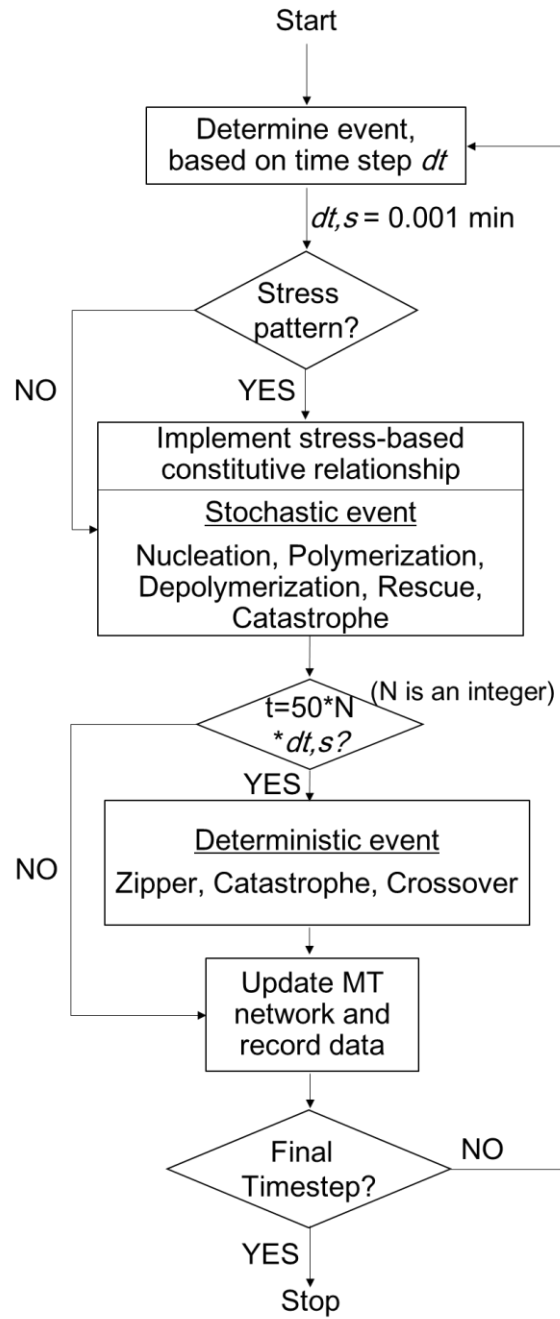 Start
Determine event,
based on time step dt
dt,s = 0.001 min
Stress
pattern?
NO
YES
Implement stress-based
constitutive relationship
Stochastic event
Nucleation, Polymerization,
Depolymerization, Rescue,
Catastrophe
(N is an integer)
t=50*N
*dt,s?
YES
NO
Deterministic event
Zipper, Catastrophe, Crossover
Update MT
network and
record data
Final
Timestep?
NO
YES
Stop